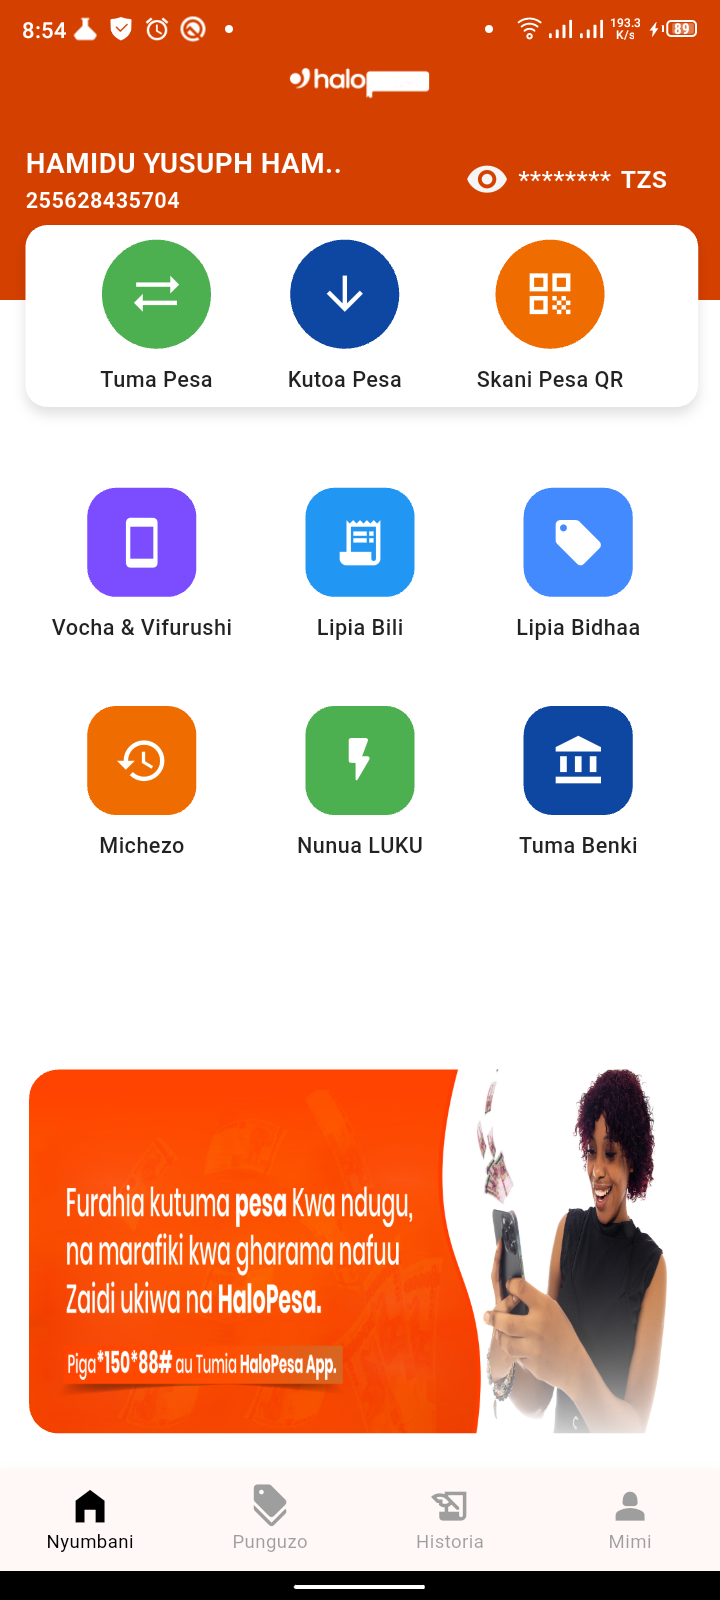 8:54
193.3
K/s
89
halo
HAMIDU YUSUPH HAM..
255628435704
******** TZS
Tuma Pesa
Kutoa Pesa
Skani Pesa QR
Vocha & Vifurushi
Lipia Bili
Lipia Bidhaa
Michezo
Nunua LUKU
Tuma Benki
Furahia kutuma pesa Kwa ndugu,
na marafiki kwa gharama nafuu
Zaidi ukiwa na HaloPesa.
Piga *150*88# au Tumia HaloPesa App.
Nyumbani
Punguzo
Historia
Mimi